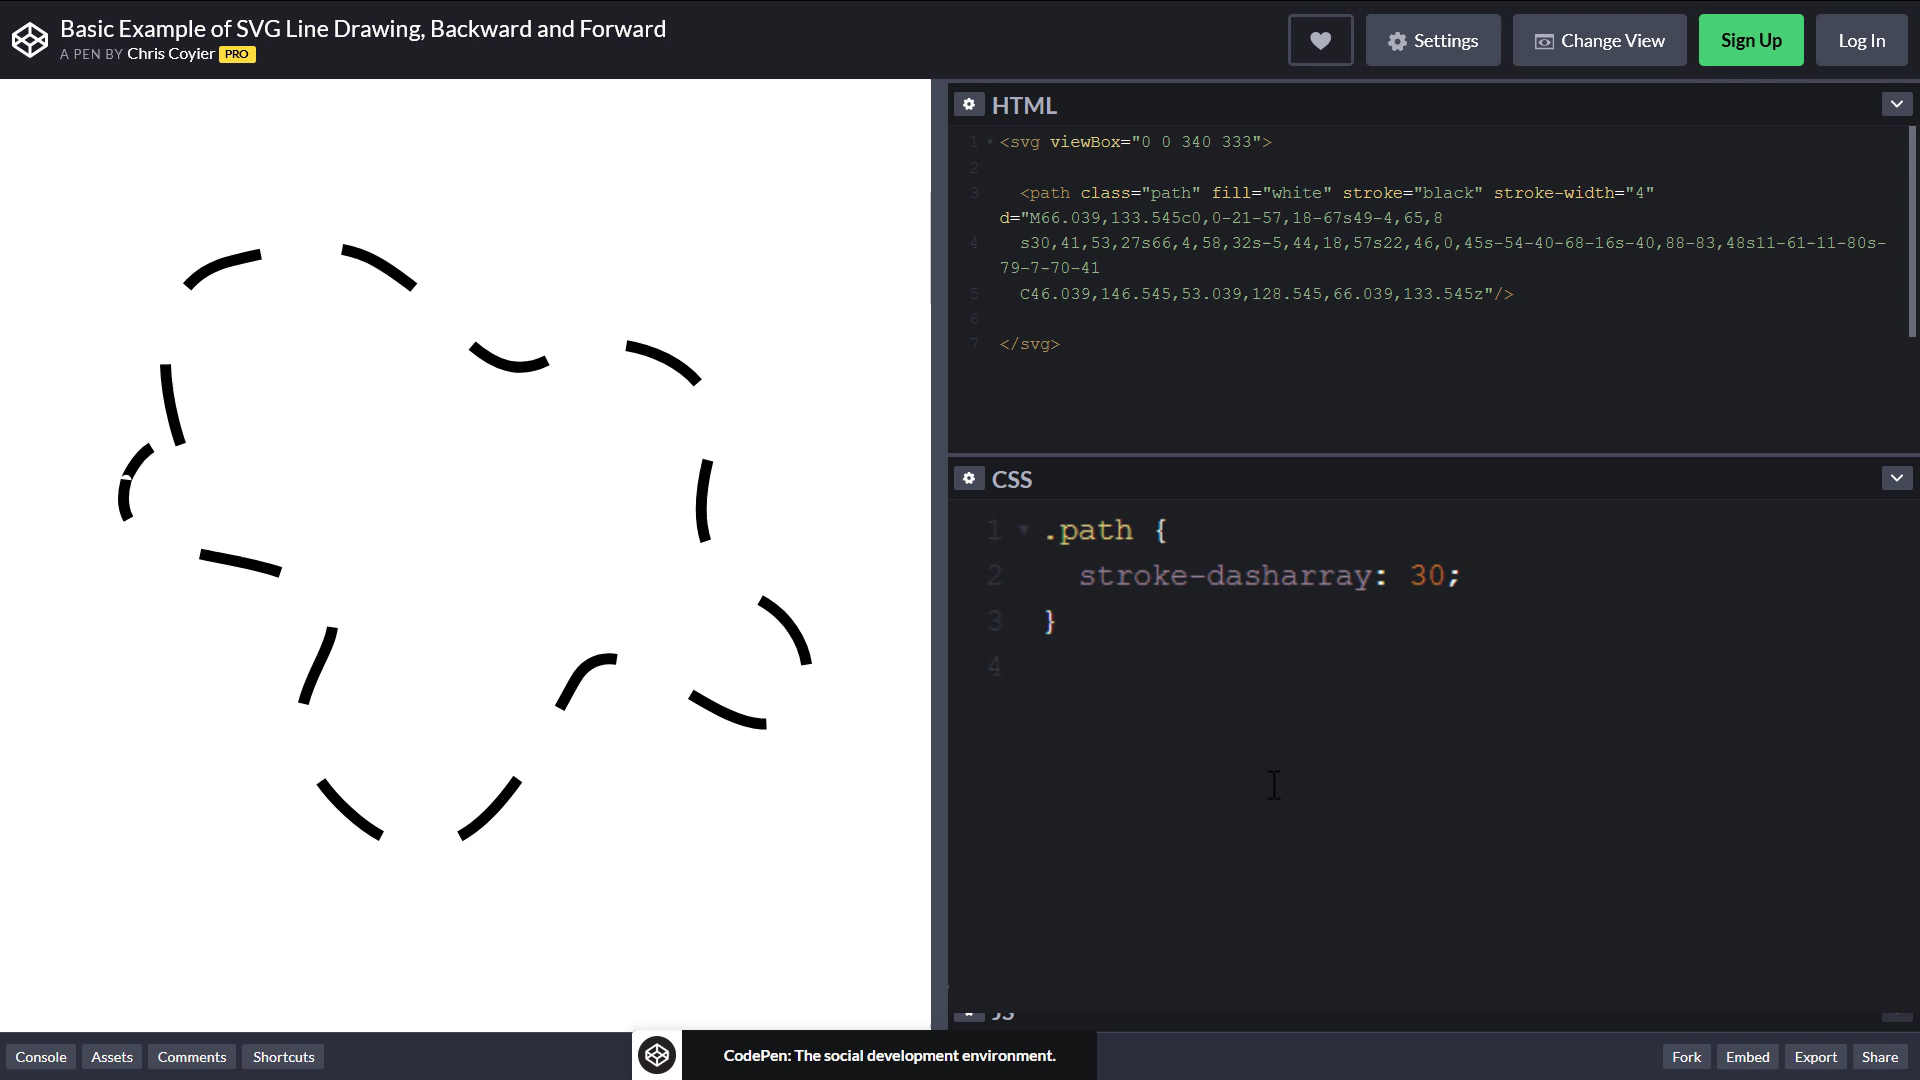 Basic Example of SVG Line Drawing, Backward and Forward
A PEN BY Chris Coyier PRO
Settings
Change View
Sign Up
Log In
HTML
1 <svg viewBox="0 0 340 333">
2
3 <path class="path" fill="white" stroke="black" stroke-width="4"
d="M66.039,133.545c0,0-21-57,18-67s49-4,65,8
4 s30,41,53,27s66,4,58,32s-5,44,18,57s22,46,0,45s-54-40-68-16s-40,88-83,48s11-61-11-80s-
79-7-70-41
5 C46.039,146.545,53.039,128.545,66.039,133.545z"/>
6
7 </svg>
CSS
1 .path {
2 stroke-dasharray: 30;
3 }
4
JS
Console
Assets
Comments
Shortcuts
CodePen: The social development environment.
Fork
Embed
Export
Share